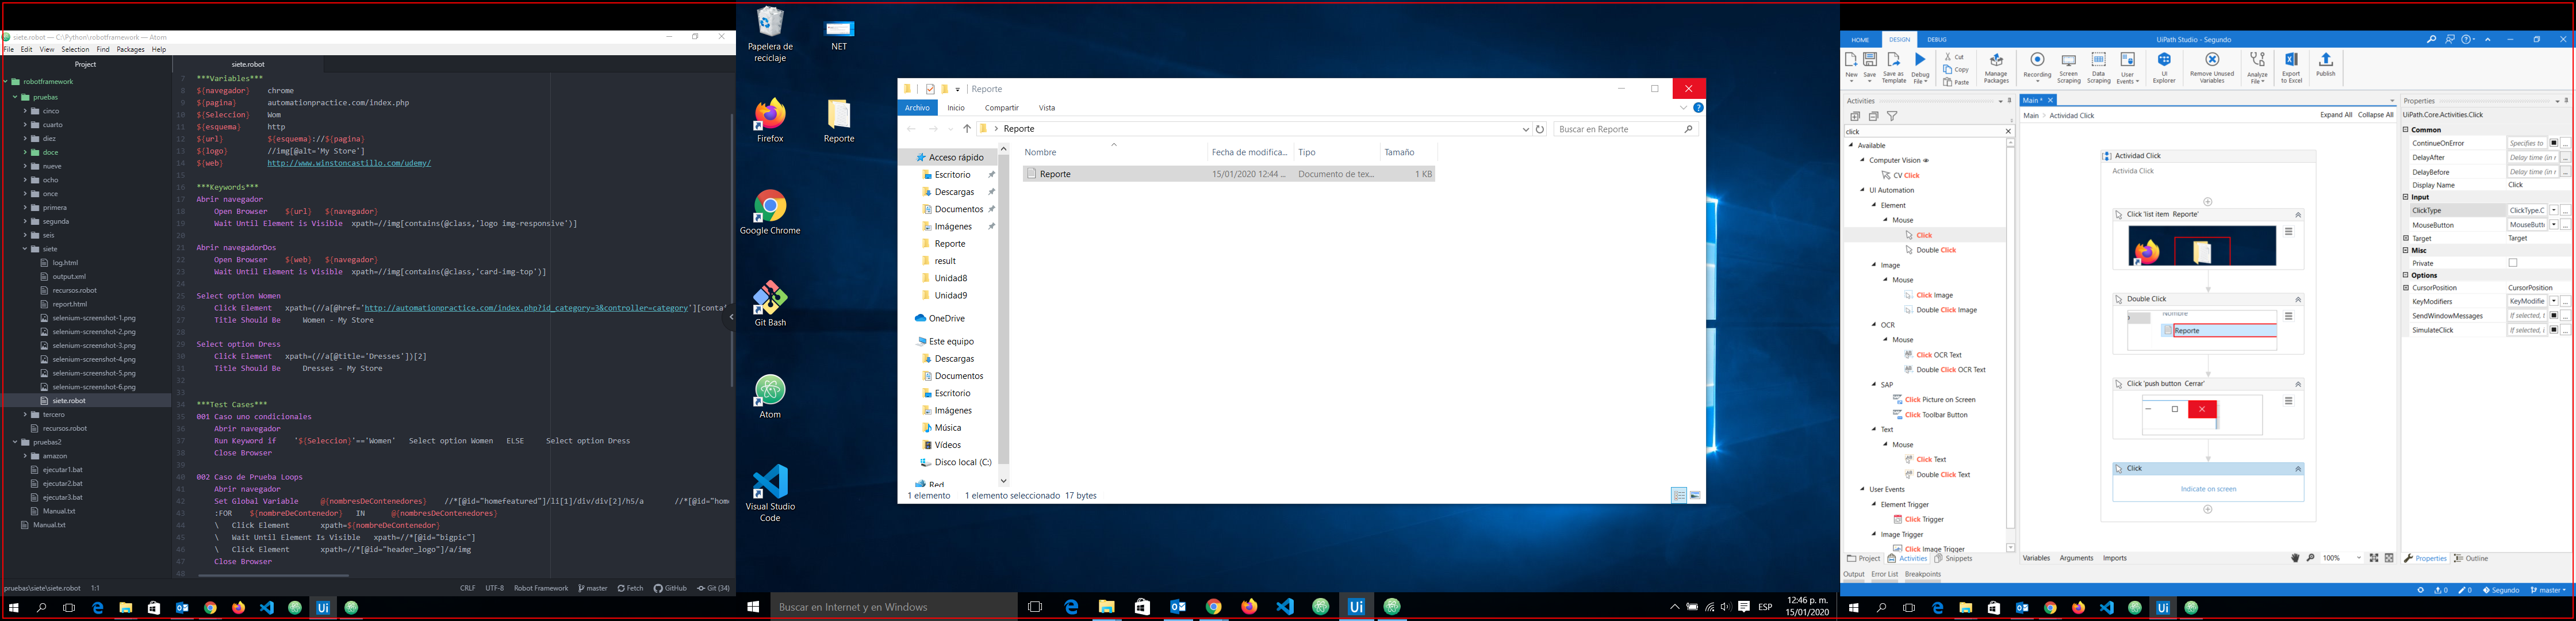 siete.robot — C:\Python\robotframework — Atom
File Edit View Selection Find Packages Help
Project
robotframework
pruebas
cinco
cuarto
diez
doce
nueve
ocho
once
primera
segunda
seis
siete
log.html
output.xml
recursos.robot
report.html
selenium-screenshot-1.png
selenium-screenshot-2.png
selenium-screenshot-3.png
selenium-screenshot-4.png
selenium-screenshot-5.png
selenium-screenshot-6.png
siete.robot
tercero
recursos.robot
pruebas2
amazon
ejecutar1.bat
ejecutar2.bat
ejecutar3.bat
Manual.txt
Manual.txt
siete.robot
7 ***Variables***
8 ${navegador} chrome
9 ${pagina} automationpractice.com/index.php
10 ${Seleccion} Wom
11 ${esquema} http
12 ${url} ${esquema}://${pagina}
13 ${logo} //img[@alt='My Store']
14 ${web} http://www.winstoncastillo.com/udemy/
15
16 ***Keywords***
17 Abrir navegador
18 Open Browser ${url} ${navegador}
19 Wait Until Element is Visible xpath=//img[contains(@class,'logo img-responsive')]
20
21 Abrir navegadorDos
22 Open Browser ${web} ${navegador}
23 Wait Until Element is Visible xpath=//img[contains(@class,'card-img-top')]
24
25 Select option Women
26 Click Element xpath=(//a[@href='http://automationpractice.com/index.php?id_category=3&controller=category'][conta
27 Title Should Be Women - My Store
28
29 Select option Dress
30 Click Element xpath=(//a[@title='Dresses'])[2]
31 Title Should Be Dresses - My Store
32
33
34 ***Test Cases***
35 001 Caso uno condicionales
36 Abrir navegador
37 Run Keyword if '${Seleccion}'=='Women' Select option Women ELSE Select option Dress
38 Close Browser
39
40 002 Caso de Prueba Loops
41 Abrir navegador
42 Set Global Variable @{nombresDeContenedores} //*[@id="homefeatured"]/li[1]/div/div[2]/h5/a //*[@id="home
43 :FOR ${nombreDeContenedor} IN @{nombresDeContenedores}
44 \ Click Element xpath=${nombreDeContenedor}
45 \ Wait Until Element Is Visible xpath=//*[@id="bigpic"]
46 \ Click Element xpath=//*[@id="header_logo"]/a/img
47 Close Browser
48
pruebas\siete\siete.robot 1:1
CRLF UTF-8 Robot Framework master Fetch GitHub Git (34)
Papelera de
reciclaje
NET
Firefox
Reporte
Google Chrome
Git Bash
Atom
Visual Studio
Code
Reporte
Archivo Inicio Compartir Vista
Reporte
Buscar en Reporte
Nombre Fecha de modifica... Tipo Tamaño
Reporte 15/01/2020 12:44 ... Documento de tex... 1 KB
Acceso rápido
Escritorio
Descargas
Documentos
Imágenes
Reporte
result
Unidad8
Unidad9
OneDrive
Este equipo
Descargas
Documentos
Escritorio
Imágenes
Música
Vídeos
Disco local (C:)
Red
1 elemento 1 elemento seleccionado 17 bytes
Buscar en Internet y en Windows
ESP
12:46 p. m.
15/01/2020
HOME DESIGN DEBUG
UiPath Studio - Segundo
New
Save
Save as
Template
Debug
File
Cut
Copy
Paste
Manage
Packages
Recording
Screen
Scraping
Data
Scraping
User
Events
UI
Explorer
Remove Unused
Variables
Analyze
File
Export
to Excel
Publish
Activities
click
Available
Computer Vision
CV Click
UI Automation
Element
Mouse
Click
Double Click
Image
Mouse
Click Image
Double Click Image
OCR
Mouse
Click OCR Text
Double Click OCR Text
SAP
Click Picture on Screen
Click Toolbar Button
Text
Mouse
Click Text
Double Click Text
User Events
Element Trigger
Click Trigger
Image Trigger
Click Image Trigger
Project Activities Snippets
Output Error List Breakpoints
Main *
Main Actividad Click
Expand All Collapse All
Actividad Click
Activida Click
Click 'list item Reporte'
Double Click
Nombre
Reporte
Click 'push button Cerrar'
Click
Indicate on screen
Variables Arguments Imports
100%
Properties
UiPath.Core.Activities.Click
Common
ContinueOnError Specifies to
DelayAfter Delay time (in r
DelayBefore Delay time (in r
Display Name Click
Input
ClickType ClickType.C
MouseButton MouseButt
Target Target
Misc
Private
Options
CursorPosition CursorPosition
KeyModifiers KeyModifie
SendWindowMessages If selected, t
SimulateClick If selected, i
Properties Outline
0 0 Segundo master